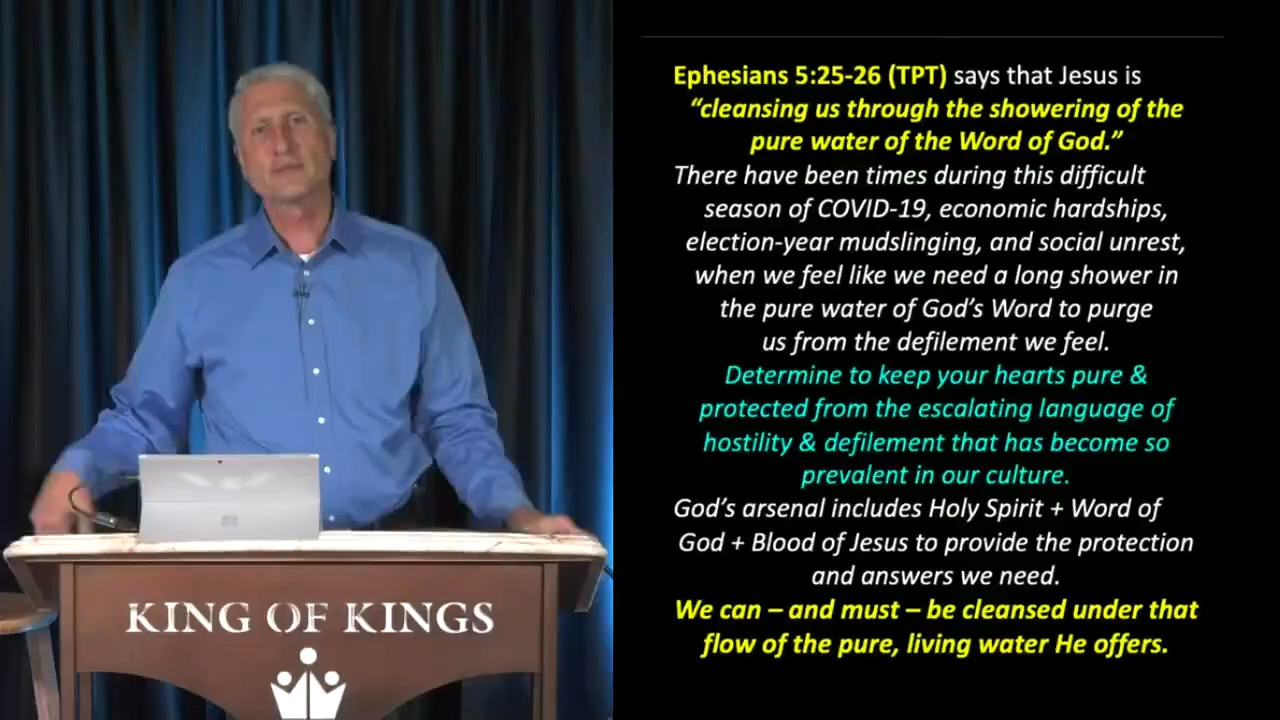 Ephesians 5:25-26 (TPT) says that Jesus is
“cleansing us through the showering of the
pure water of the Word of God.”
There have been times during this difficult
season of COVID-19, economic hardships,
election-year mudslinging, and social unrest,
when we feel like we need a long shower in
the pure water of God’s Word to purge
us from the defilement we feel.
Determine to keep your hearts pure &
protected from the escalating language of
hostility & defilement that has become so
prevalent in our culture.
God’s arsenal includes Holy Spirit + Word of
God + Blood of Jesus to provide the protection
and answers we need.
We can – and must – be cleansed under that
flow of the pure, living water He offers.
KING OF KINGS